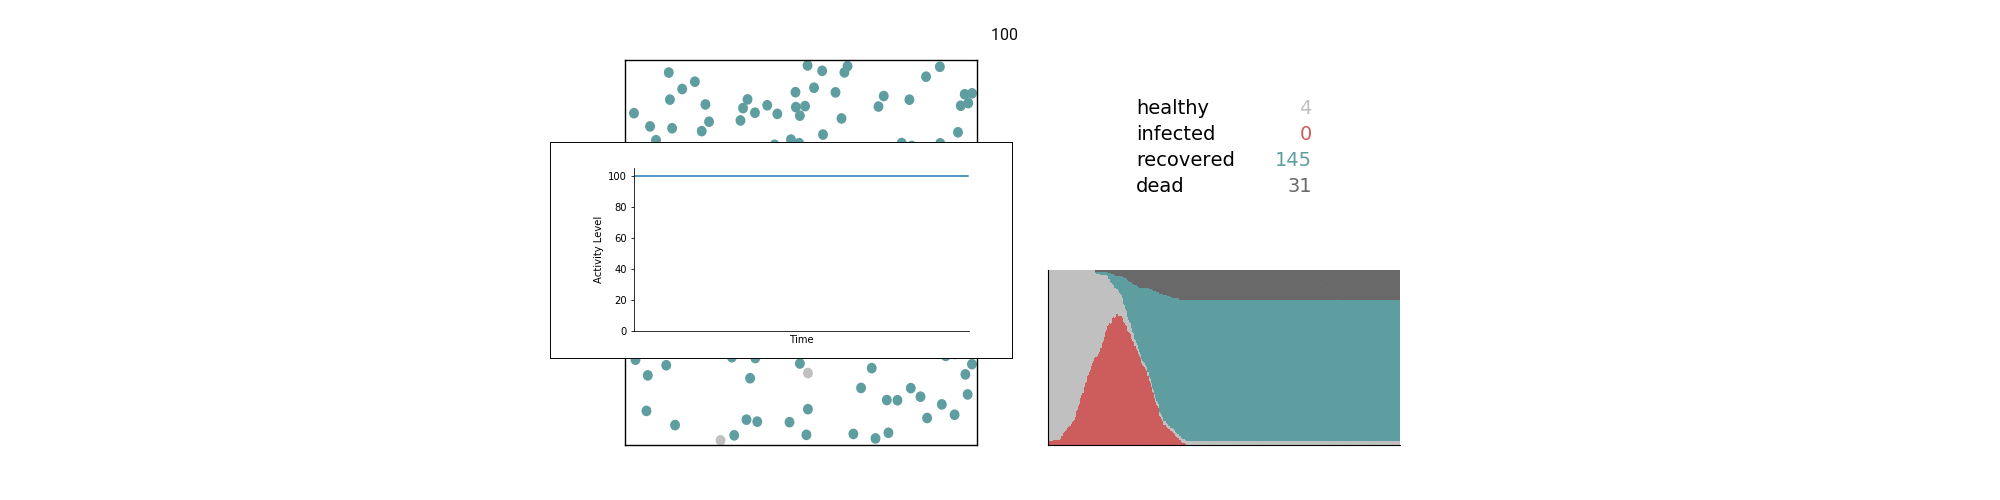 100
healthy 4
infected 0
recovered 145
dead 31
100
80
60
40
20
0
Activity Level
Time